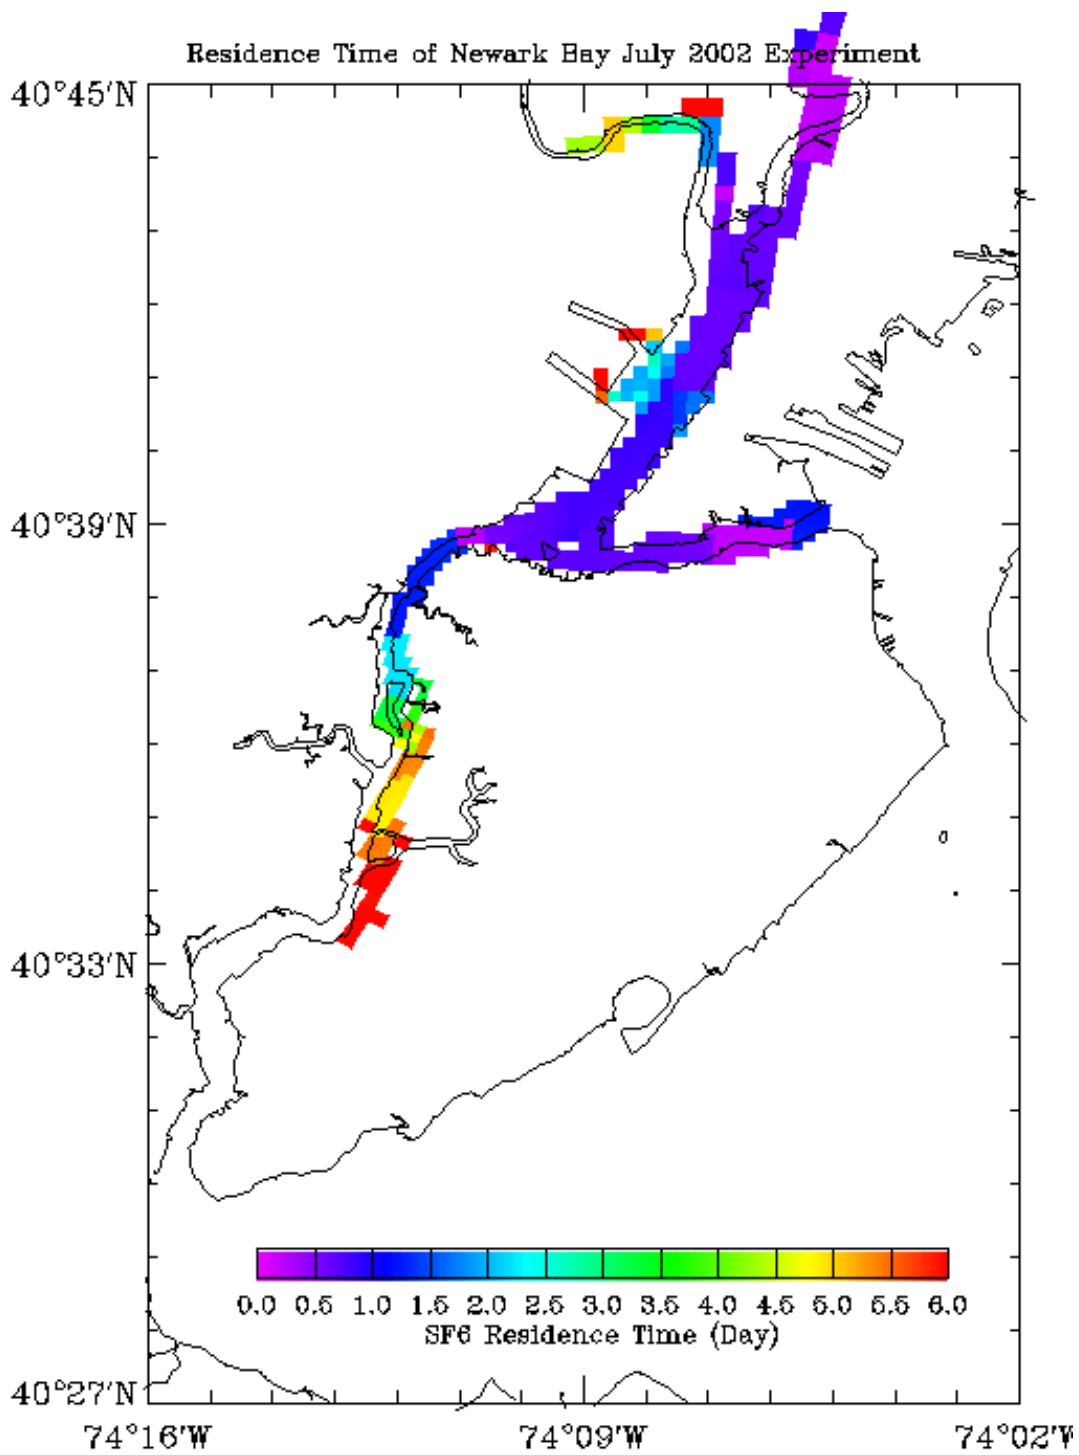 Residence Time of Newark Bay July 2002 Experiment
40°45'N
40°39'N
40°33'N
40°27'N
0.0 0.5 1.0 1.5 2.0 2.5 3.0 3.5 4.0 4.5 5.0 5.5 6.0
SF6 Residence Time (Day)
74°16'W 74°09'W 74°02'W